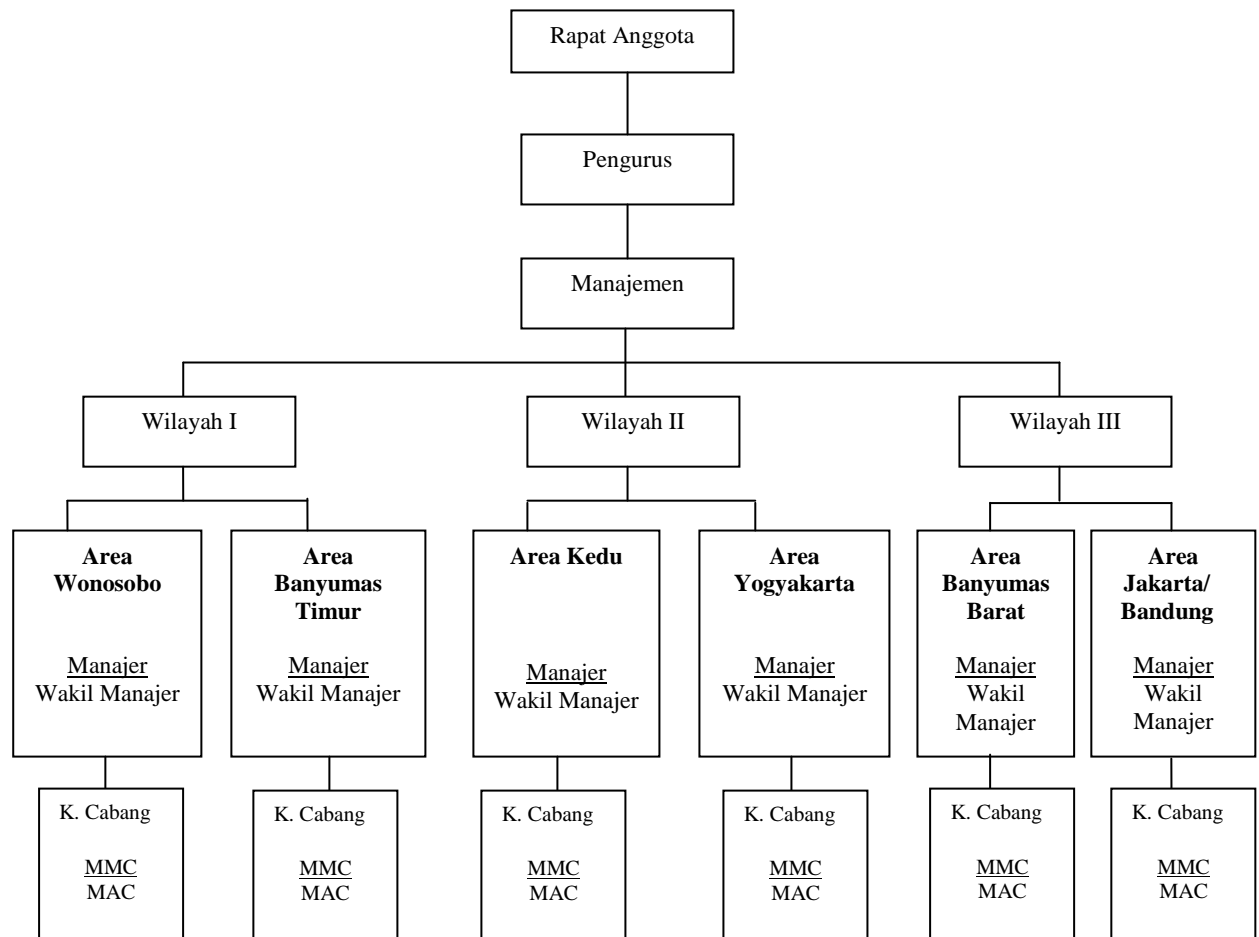 Rapat Anggota
Pengurus
Manajemen
Wilayah I
Wilayah II
Wilayah III
Area
Wonosobo
Manajer
Wakil Manajer
Area
Banyumas
Timur
Manajer
Wakil Manajer
Area Kedu
Manajer
Wakil Manajer
Area
Yogyakarta
Manajer
Wakil Manajer
Area
Banyumas
Barat
Manajer
Wakil
Manajer
Area
Jakarta/
Bandung
Manajer
Wakil
Manajer
K. Cabang
MMC
MAC
K. Cabang
MMC
MAC
K. Cabang
MMC
MAC
K. Cabang
MMC
MAC
K. Cabang
MMC
MAC
K. Cabang
MMC
MAC